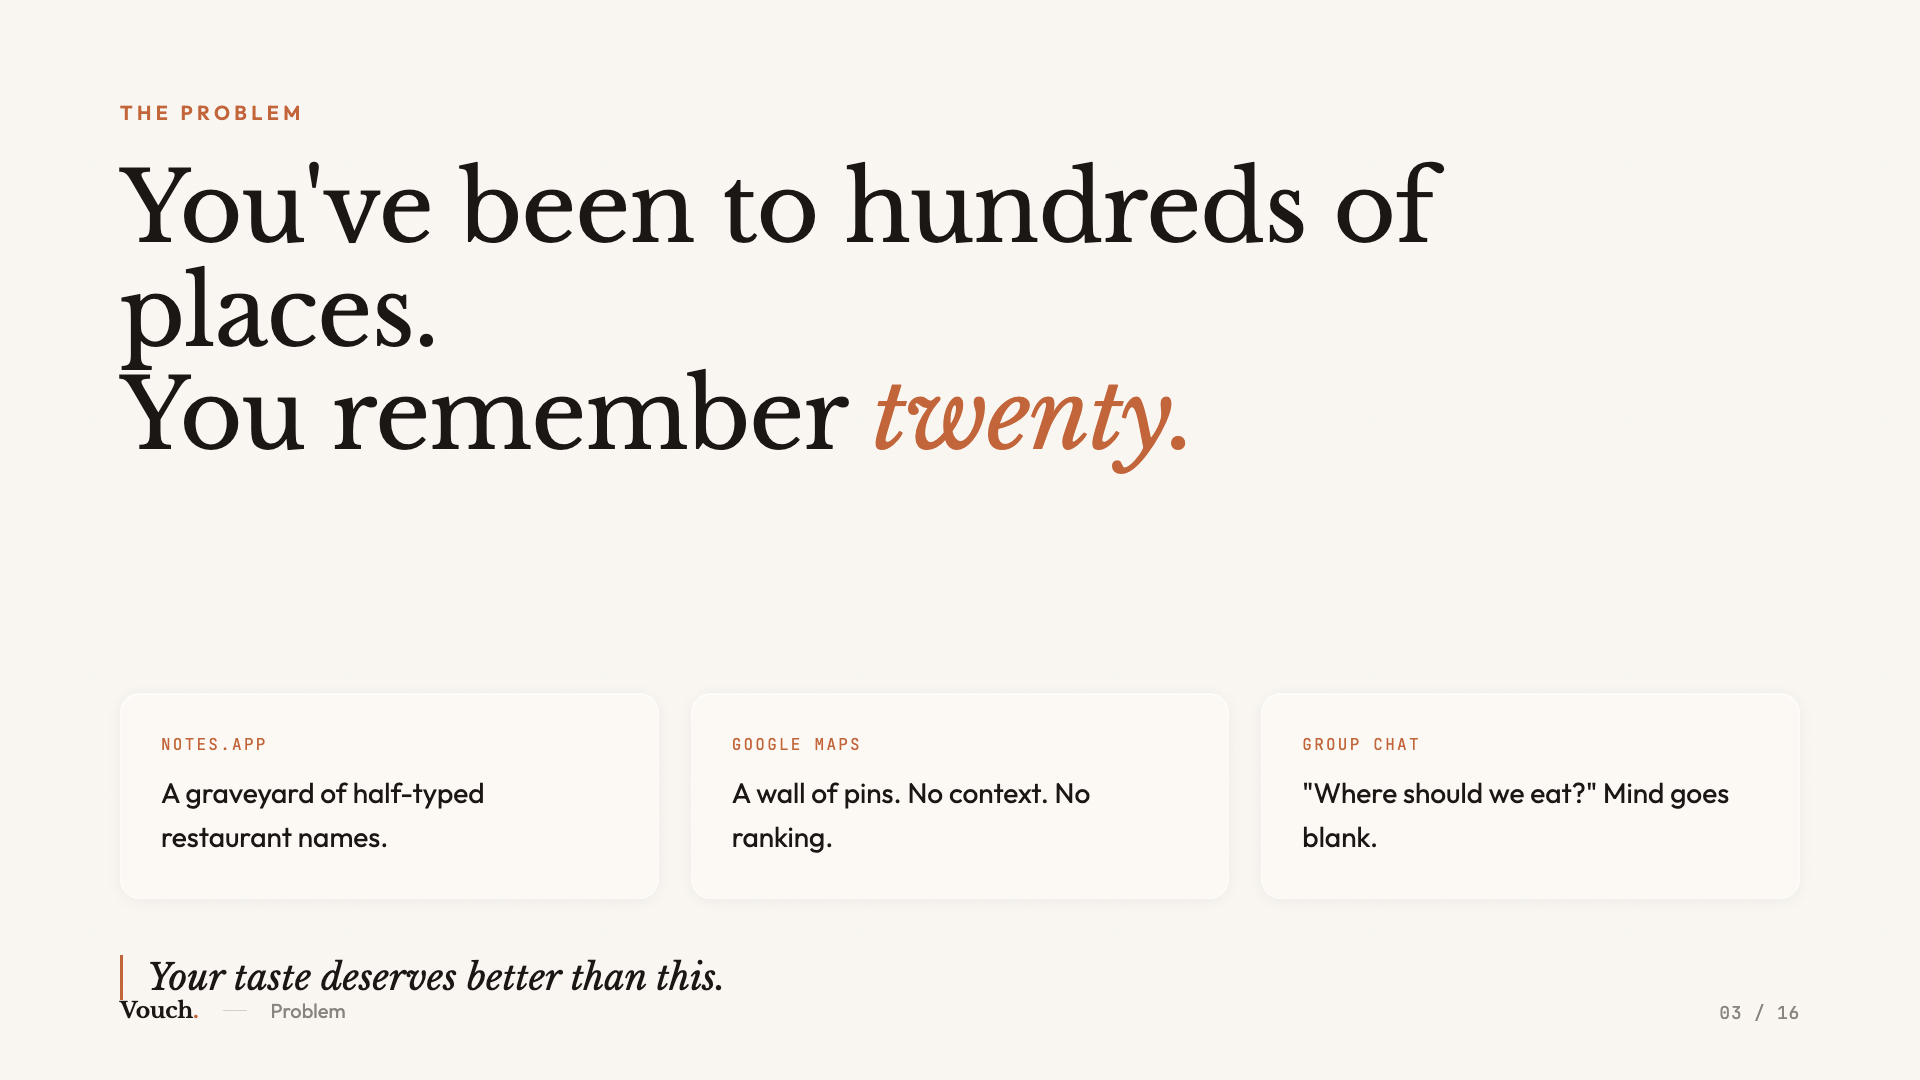 THE PROBLEM
You've been to hundreds of
places.
You remember twenty.
NOTES.APP
A graveyard of half-typed
restaurant names.
GOOGLE MAPS
A wall of pins. No context. No
ranking.
GROUP CHAT
"Where should we eat?" Mind goes
blank.
Your taste deserves better than this.
Vouch. — Problem
03 / 16